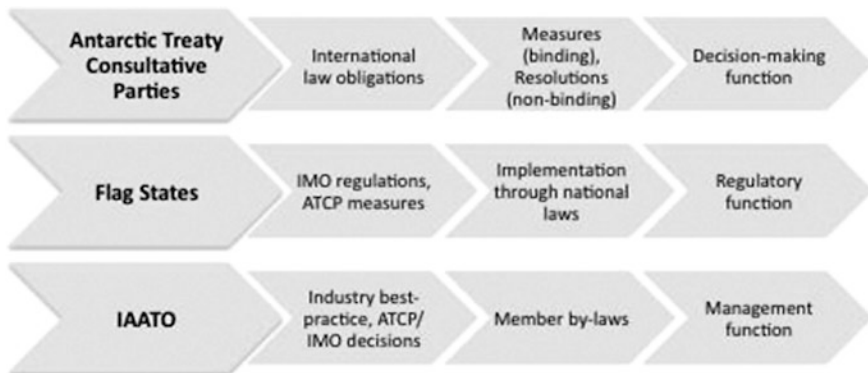 Antarctic Treaty
Consultative
Parties
International
law obligations
Measures
(binding),
Resolutions
(non-binding)
Decision-making
function
Flag States
IMO regulations,
ATCP measures
Implementation
through national
laws
Regulatory
function
IAATO
Industry best-
practice, ATCP/
IMO decisions
Member by-laws
Management
function